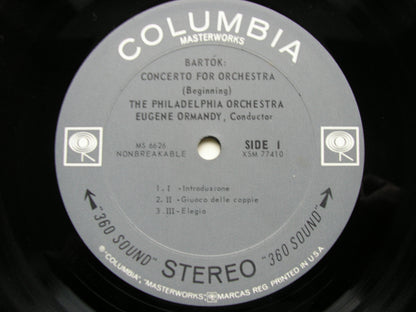 COLUMBIA
MASTERWORKS
BARTÓK:
CONCERTO FOR ORCHESTRA
(Beginning)
THE PHILADELPHIA ORCHESTRA
EUGENE ORMANDY, Conductor
MS 6626
NONBREAKABLE
SIDE 1
XSM 77410
1. I - Introduzione
2. II - Giuoco delle coppie
3. III - Elegia
"360 SOUND" STEREO "360 SOUND"
® "COLUMBIA", "MASTERWORKS", MARCAS REG. PRINTED IN U.S.A.